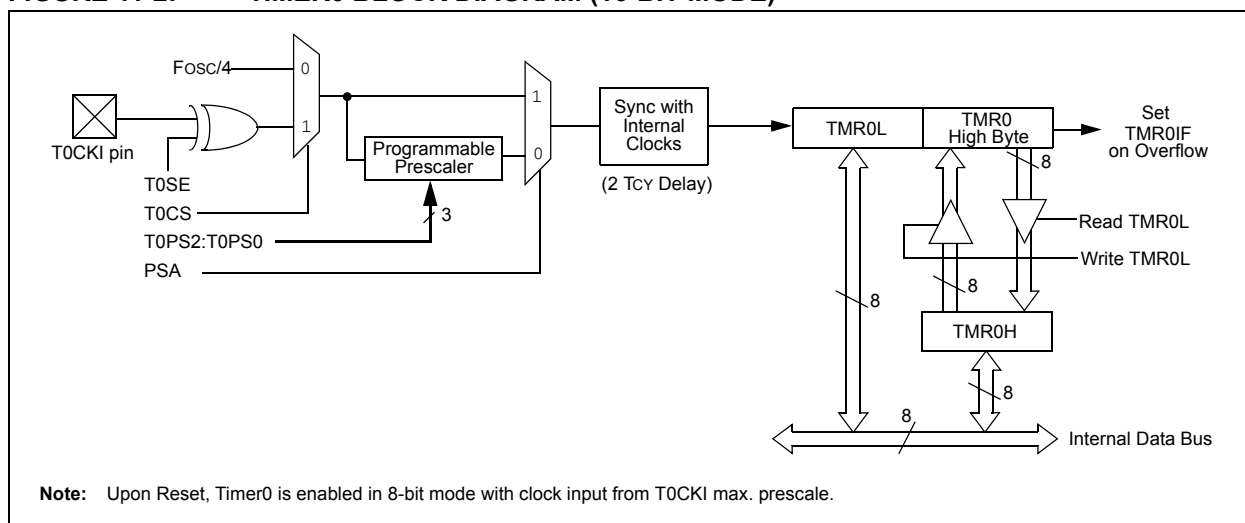 FOSC/4
0
1
T0CKI pin
T0SE
T0CS
T0PS2:T0PS0
PSA
Programmable
Prescaler
3
1
0
Sync with
Internal
Clocks
(2 TCY Delay)
TMR0L
TMR0
High Byte
Set
TMR0IF
on Overflow
8
Read TMR0L
Write TMR0L
8
8
TMR0H
8
8
Internal Data Bus
Note: Upon Reset, Timer0 is enabled in 8-bit mode with clock input from T0CKI max. prescale.